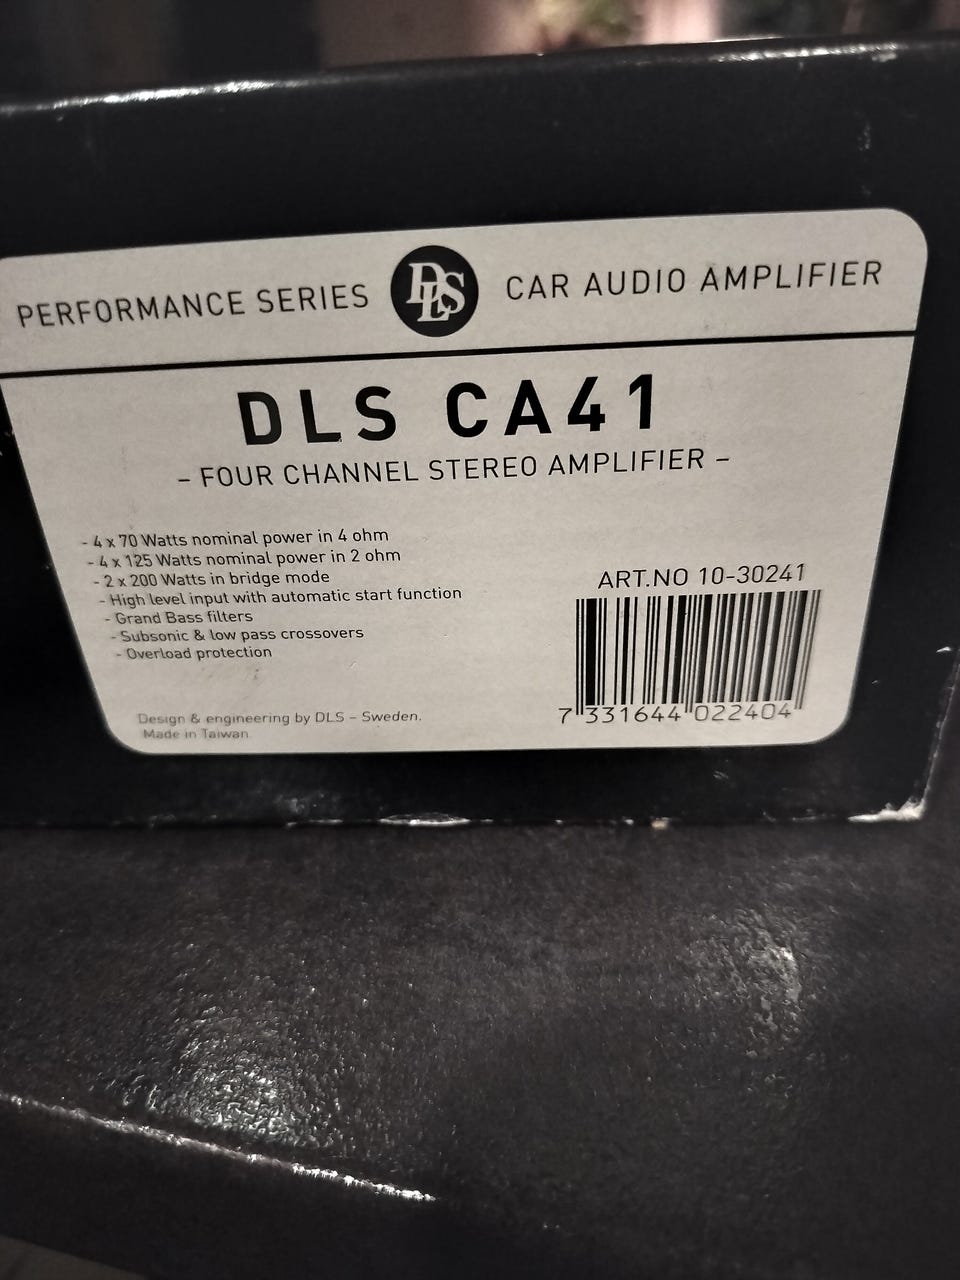 PERFORMANCE SERIES DLS CAR AUDIO AMPLIFIER
DLS CA41
– FOUR CHANNEL STEREO AMPLIFIER –
- 4 x 70 Watts nominal power in 4 ohm
- 4 x 125 Watts nominal power in 2 ohm
- 2 x 200 Watts in bridge mode
- High level input with automatic start function
- Grand Bass filters
- Subsonic & low pass crossovers
- Overload protection
ART.NO 10-30241
7 331644 022404
Design & engineering by DLS – Sweden.
Made in Taiwan